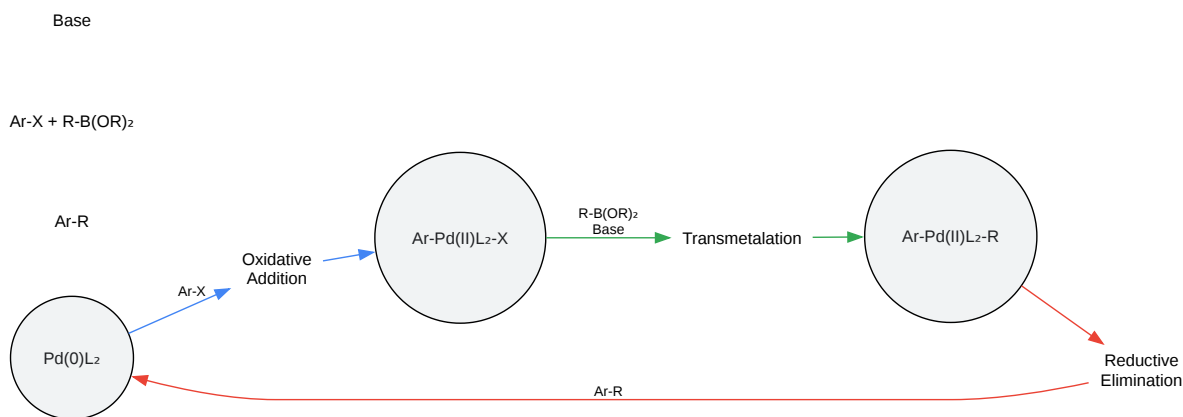 Base
Ar-X + R-B(OR)₂
Ar-R
Pd(0)L₂
Ar-X
Oxidative
Addition
Ar-Pd(II)L₂-X
R-B(OR)₂
Base
Transmetalation
Ar-Pd(II)L₂-R
Reductive
Elimination
Ar-R